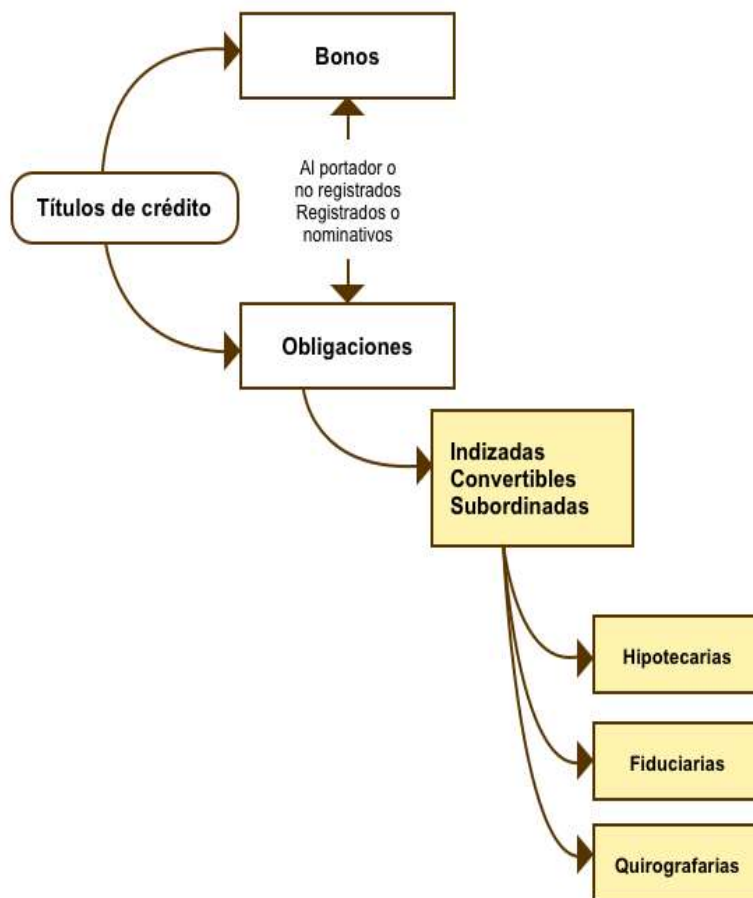 Bonos
Al portador o
no registrados
Registrados o
nominativos
Títulos de crédito
Obligaciones
Indizadas
Convertibles
Subordinadas
Hipotecarias
Fiduciarias
Quirografarias